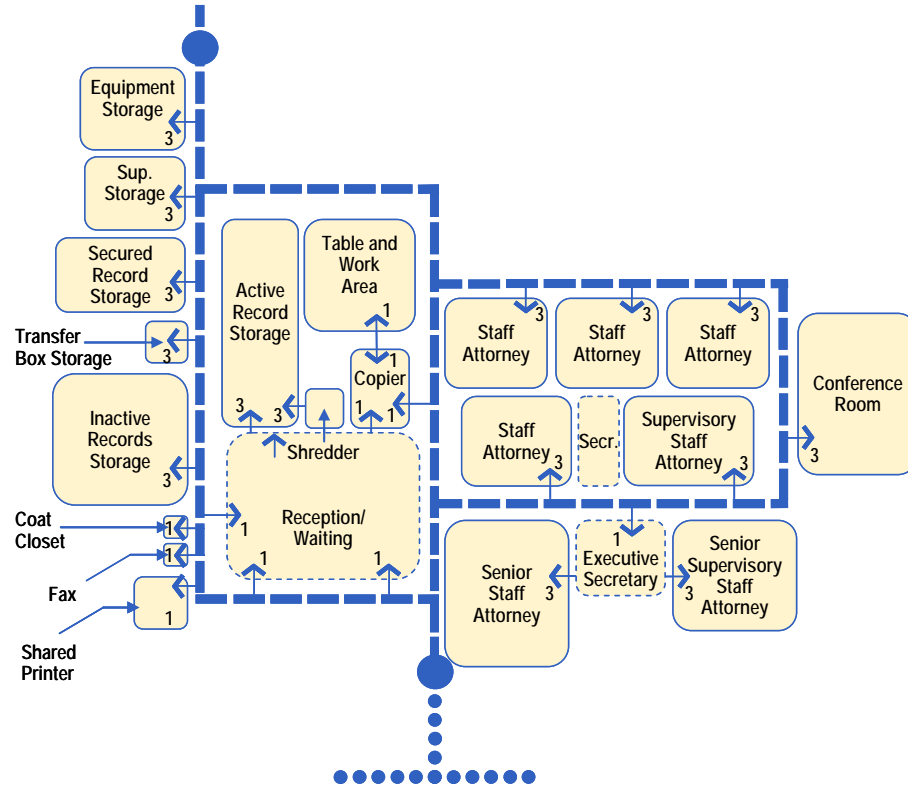 Equipment
Storage
3
Sup.
Storage
3
Secured
Record
Storage
3
Transfer
Box Storage
3
Inactive
Records
Storage
3
Coat
Closet
1
Fax
1
Shared
Printer
1
Active
Record
Storage
3
3
Table and
Work
Area
1
1
Copier
1
1
Shredder
Reception/
Waiting
1
1
1
3
Staff
Attorney
3
Staff
Attorney
3
Staff
Attorney
Staff
Attorney
3
Secr.
Supervisory
Staff
Attorney
3
Conference
Room
3
Senior
Staff
Attorney
3
1
Executive
Secretary
Senior
Supervisory
Staff
Attorney
3